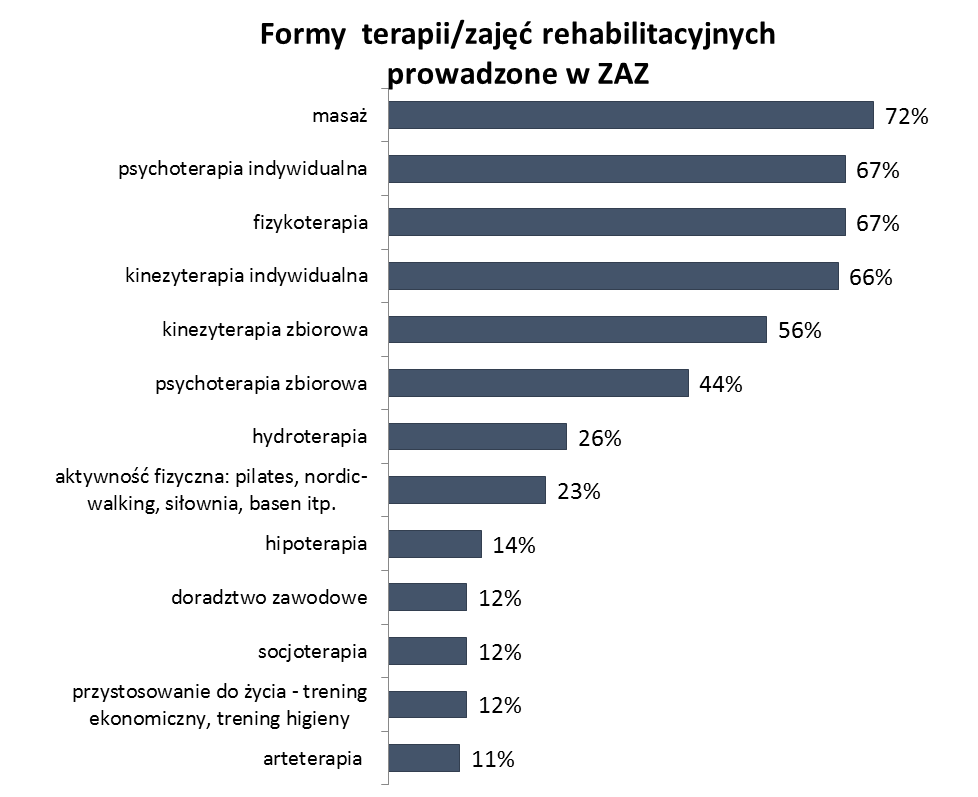 Formy  terapii/zajęć rehabilitacyjnych
prowadzone w ZAZ
masaż 72%
psychoterapia indywidualna 67%
fizykoterapia 67%
kinezyterapia indywidualna 66%
kinezyterapia zbiorowa 56%
psychoterapia zbiorowa 44%
hydroterapia 26%
aktywność fizyczna: pilates, nordic-
walking, siłownia, basen itp. 23%
hipoterapia 14%
doradztwo zawodowe 12%
socjoterapia 12%
przystosowanie do życia - trening
ekonomiczny, trening higieny 12%
arteterapia 11%